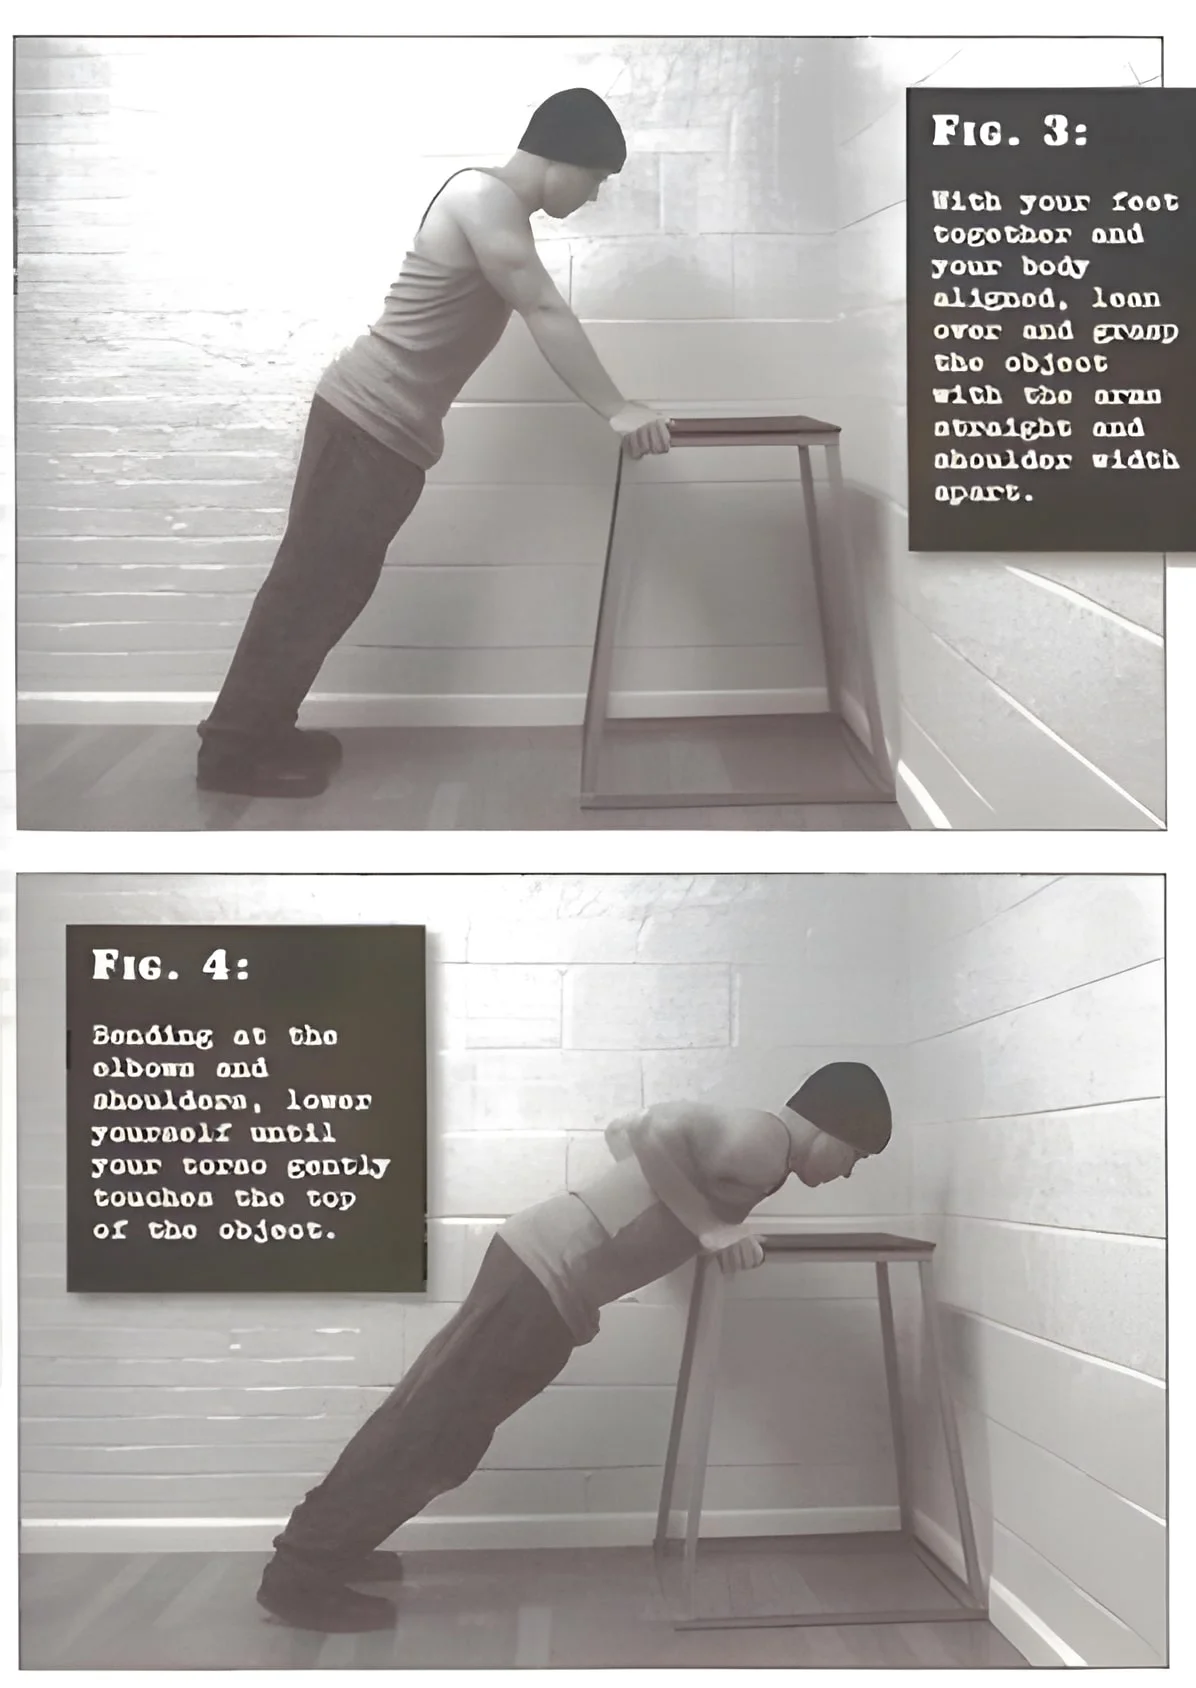 FIG. 3:
With your feet
together and
your body
aligned, lean
over and grasp
the object
with the arms
straight and
shoulder width
apart.
FIG. 4:
Bending at the
elbows and
shoulders, lower
yourself until
your torso gently
touches the top
of the object.